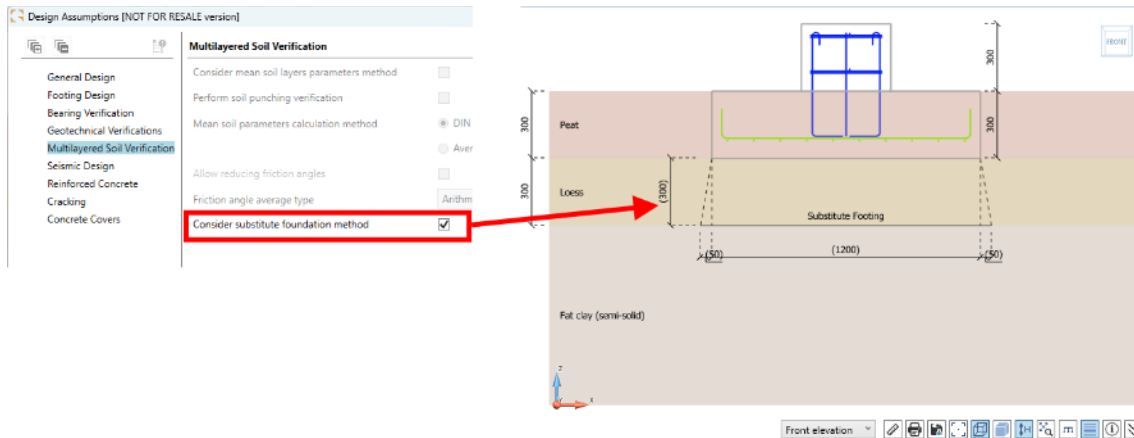 Design Assumptions [NOT FOR RESALE version]
General Design
Footing Design
Bearing Verification
Geotechnical Verifications
Multilayered Soil Verification
Seismic Design
Reinforced Concrete
Cracking
Concrete Covers
Multilayered Soil Verification
Consider mean soil layers parameters method
Perform soil punching verification
Mean soil parameters calculation method
DIN
Aver
Allow reducing friction angles
Friction angle average type
Arithm
Consider substitute foundation method
FRONT
300
300
Peat
300
300
Loess
(300)
Substitute Footing
(50)
(1200)
(50)
Fat clay (semi-solid)
z
Y
x
Front elevation